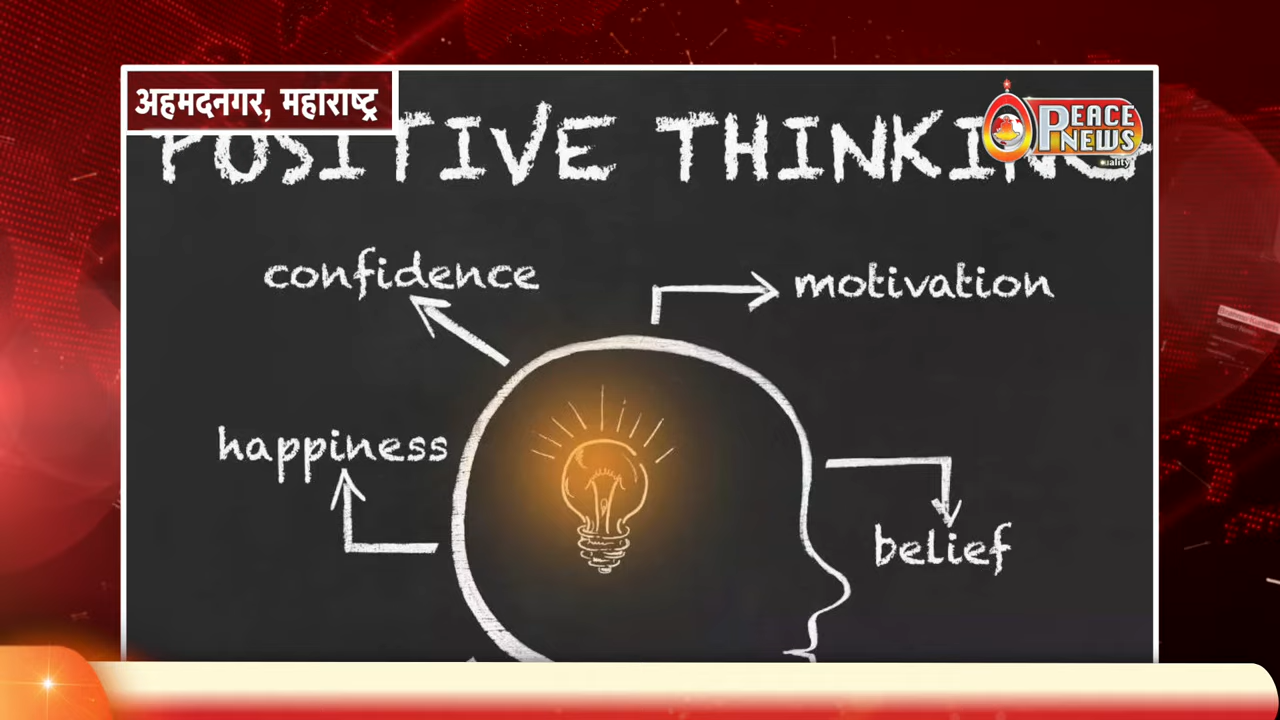 अहमदनगर, महाराष्ट्र
POSITIVE THINKING
PEACE
NEWS
confidence
motivation
happiness
belief